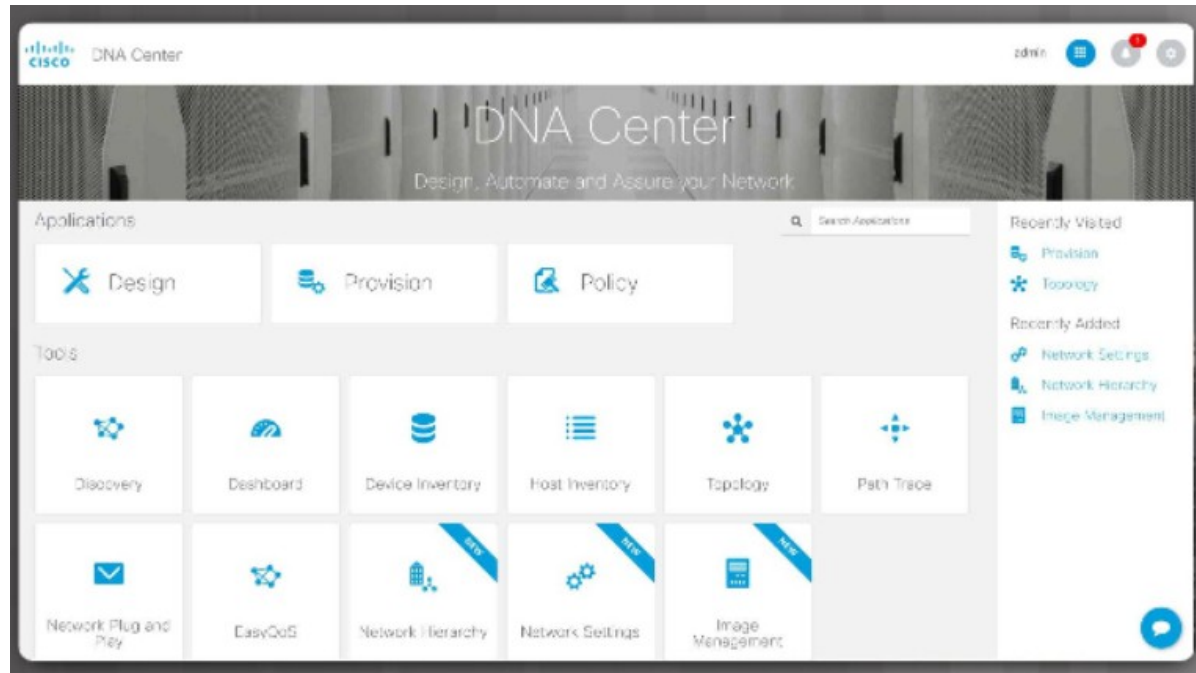 cisco DNA Center
admin
1
DNA Center
Design, Automate and Assure your Network
Applications
Search Applications
Design
Provision
Policy
Tools
Discovery
Dashboard
Device Inventory
Host Inventory
Topology
Path Trace
NEW
NEW
NEW
Network Plug and
Play
EasyQoS
Network Hierarchy
Network Settings
Image
Management
Recently Visited
Provision
Topology
Recently Added
Network Settings
Network Hierarchy
Image Management